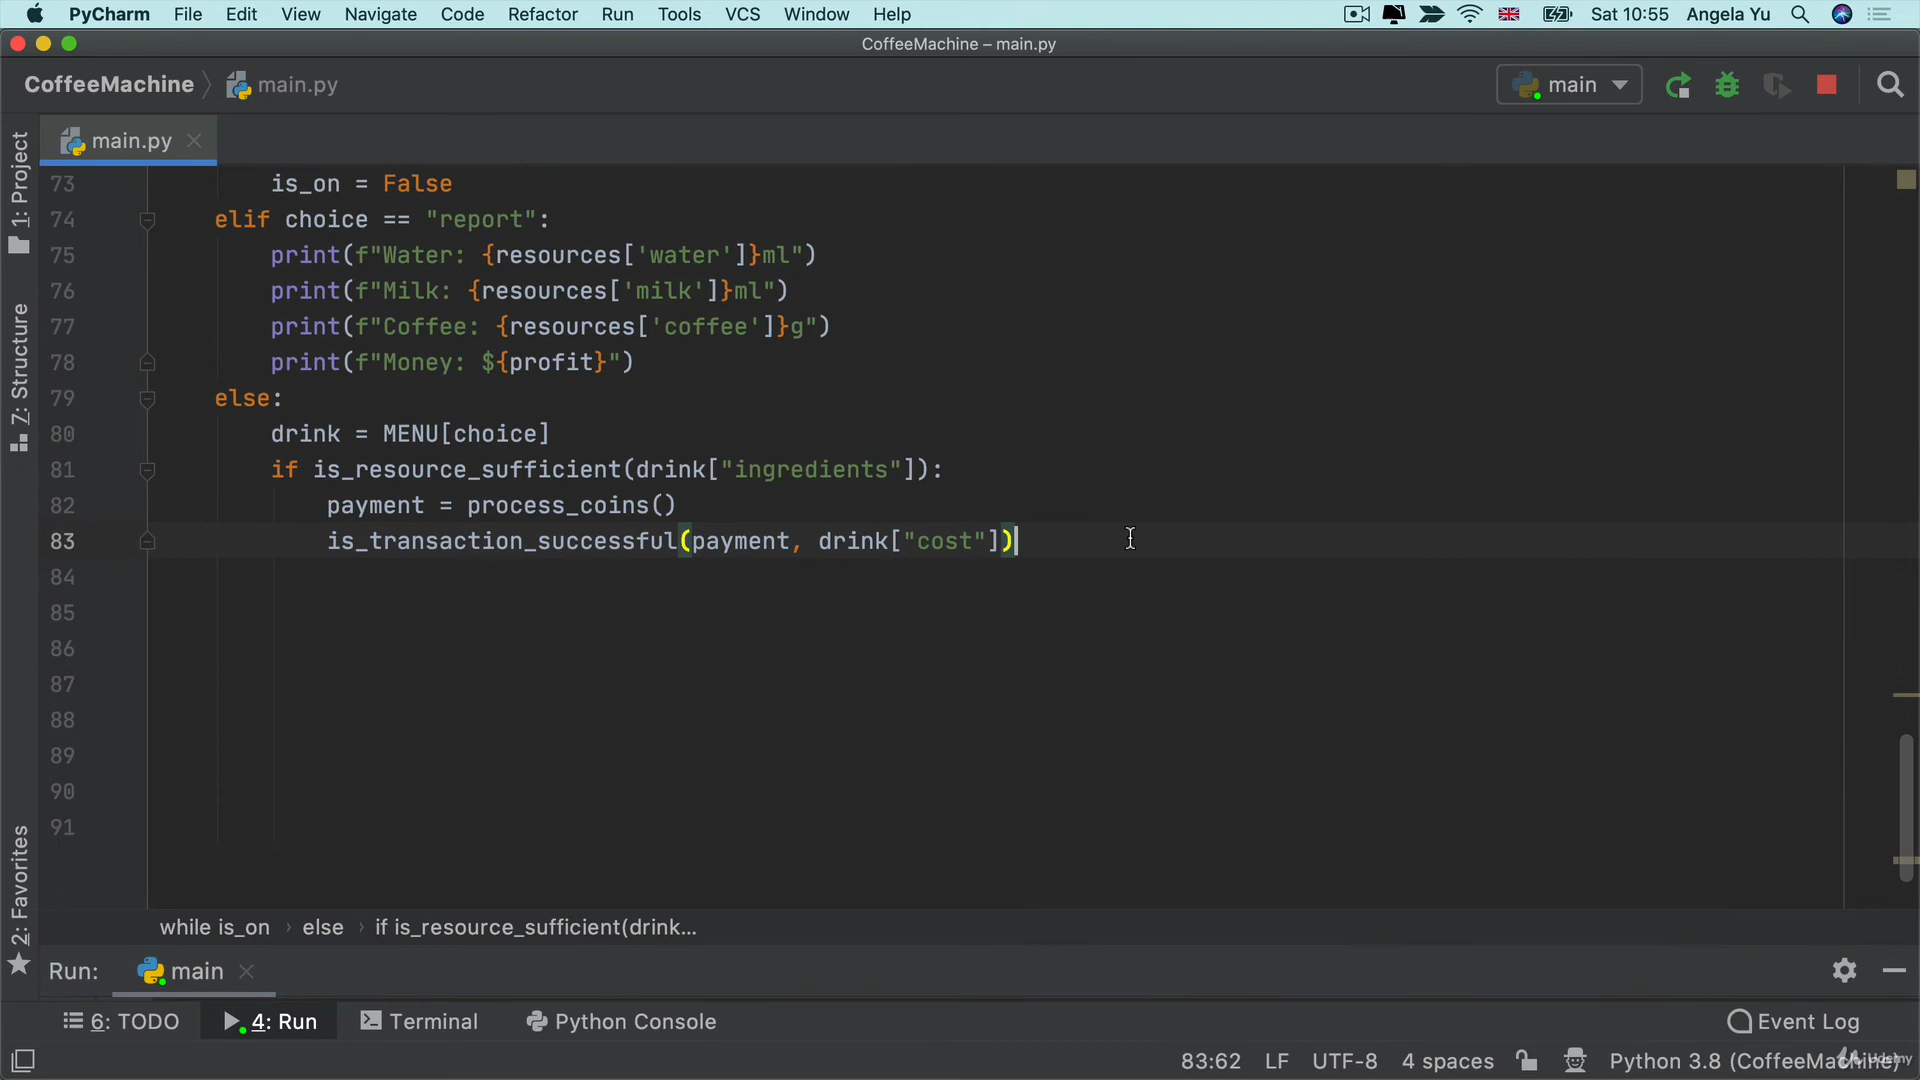 PyCharm File Edit View Navigate Code Refactor Run Tools VCS Window Help Sat 10:55 Angela Yu
CoffeeMachine – main.py
CoffeeMachine main.py main
main.py
1: Project
7: Structure
2: Favorites
73 is_on = False
74 elif choice == "report":
75 print(f"Water: {resources['water']}ml")
76 print(f"Milk: {resources['milk']}ml")
77 print(f"Coffee: {resources['coffee']}g")
78 print(f"Money: ${profit}")
79 else:
80 drink = MENU[choice]
81 if is_resource_sufficient(drink["ingredients"]):
82 payment = process_coins()
83 is_transaction_successful(payment, drink["cost"])
84
85
86
87
88
89
90
91
while is_on › else › if is_resource_sufficient(drink...
Run: main
6: TODO 4: Run Terminal Python Console Event Log
83:62 LF UTF-8 4 spaces Python 3.8 (CoffeeMachine)
Udemy